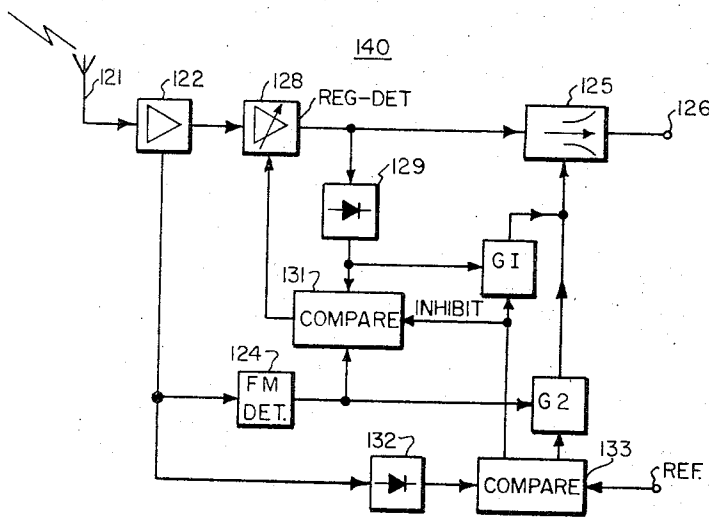 140
121
122
128
REG-DET
125
126
129
G1
131
COMPARE
INHIBIT
124
FM
DET.
G2
132
COMPARE
133
REF.